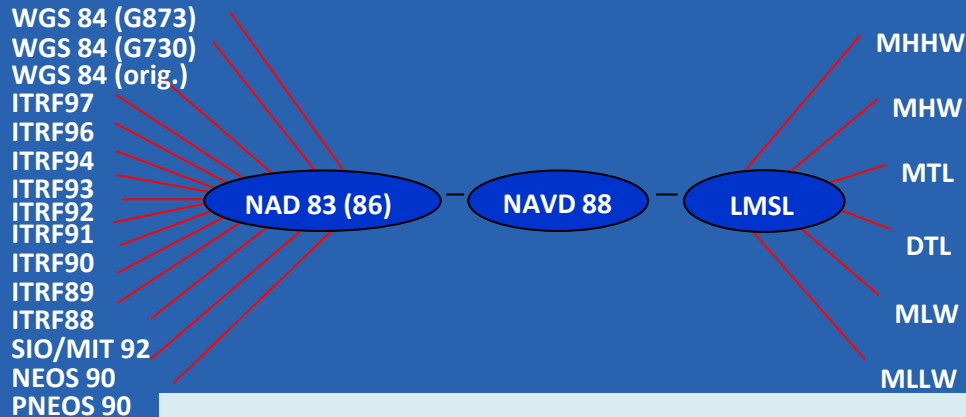 WGS 84 (G873)
WGS 84 (G730)
WGS 84 (orig.)
ITRF97
ITRF96
ITRF94
ITRF93
ITRF92
ITRF91
ITRF90
ITRF89
ITRF88
SIO/MIT 92
NEOS 90
PNEOS 90
NAD 83 (86)
NAVD 88
LMSL
MHHW
MHW
MTL
DTL
MLW
MLLW